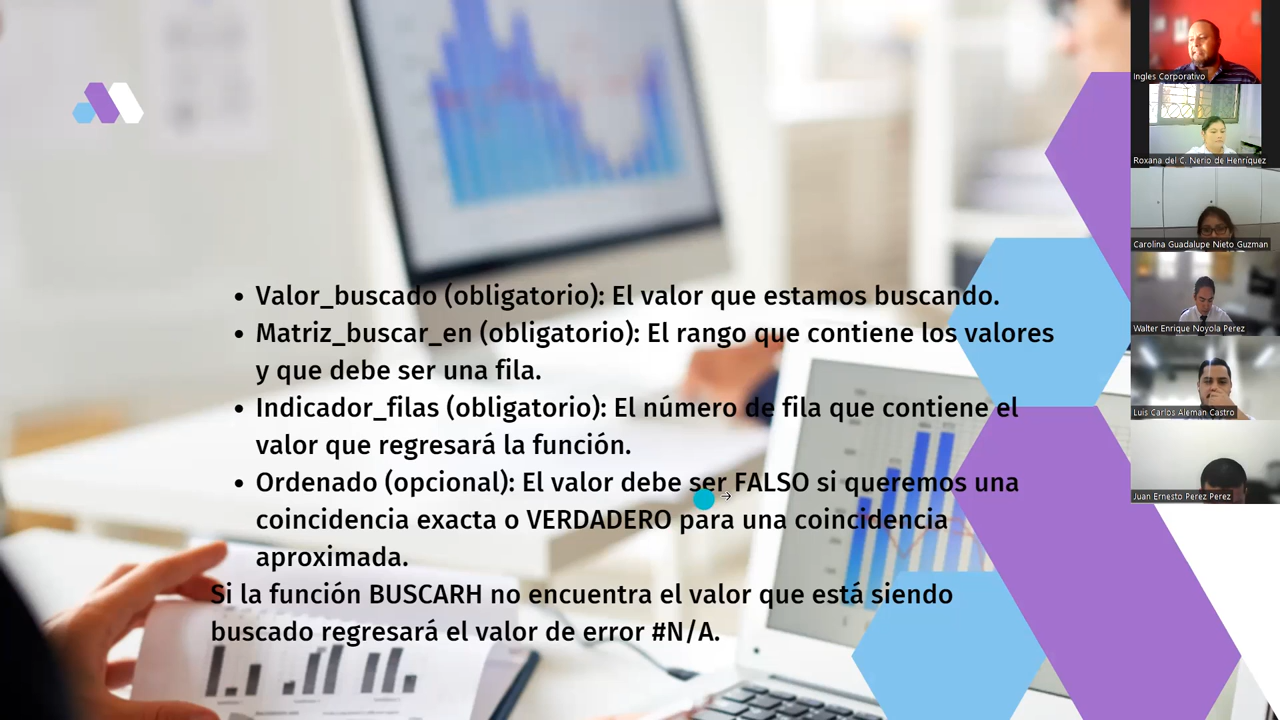 Valor_buscado (obligatorio): El valor que estamos buscando.
Matriz_buscar_en (obligatorio): El rango que contiene los valores
y que debe ser una fila.
Indicador_filas (obligatorio): El número de fila que contiene el
valor que regresará la función.
Ordenado (opcional): El valor debe ser FALSO si queremos una
coincidencia exacta o VERDADERO para una coincidencia
aproximada.
Si la función BUSCARH no encuentra el valor que está siendo
buscado regresará el valor de error #N/A.
Ingles Corporativo
Roxana del C. Nerio de Henríquez
Carolina Guadalupe Nieto Guzman
Walter Enrique Noyola Perez
Luis Carlos Aleman Castro
Juan Ernesto Perez Perez